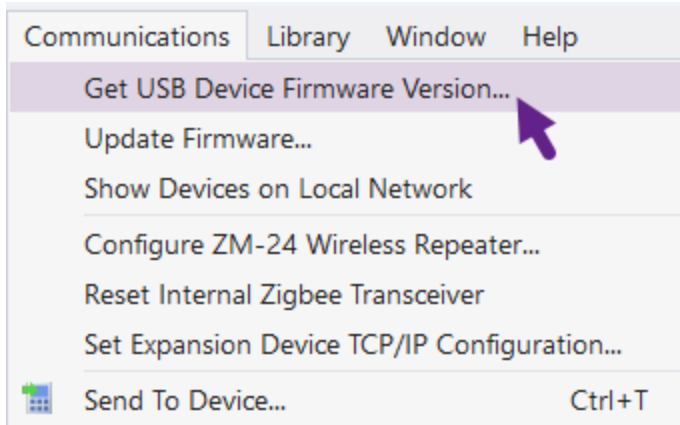 Communications Library Window Help
Get USB Device Firmware Version...
Update Firmware...
Show Devices on Local Network
Configure ZM-24 Wireless Repeater...
Reset Internal Zigbee Transceiver
Set Expansion Device TCP/IP Configuration...
Send To Device... Ctrl+T